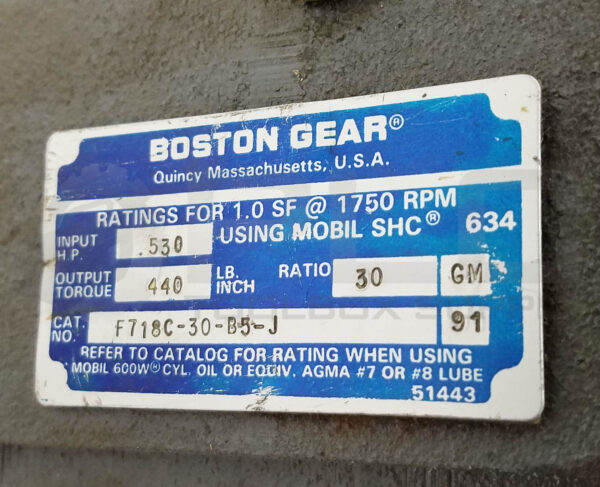 BOSTON GEAR®
Quincy Massachusetts, U.S.A.
RATINGS FOR 1.0 SF @ 1750 RPM
INPUT H.P. .530 USING MOBIL SHC® 634
OUTPUT TORQUE 440 LB. INCH RATIO 30 GM
CAT. NO. F718C-30-B5-J 91
REFER TO CATALOG FOR RATING WHEN USING
MOBIL 600W® CYL. OIL OR EQUIV. AGMA #7 OR #8 LUBE
51443